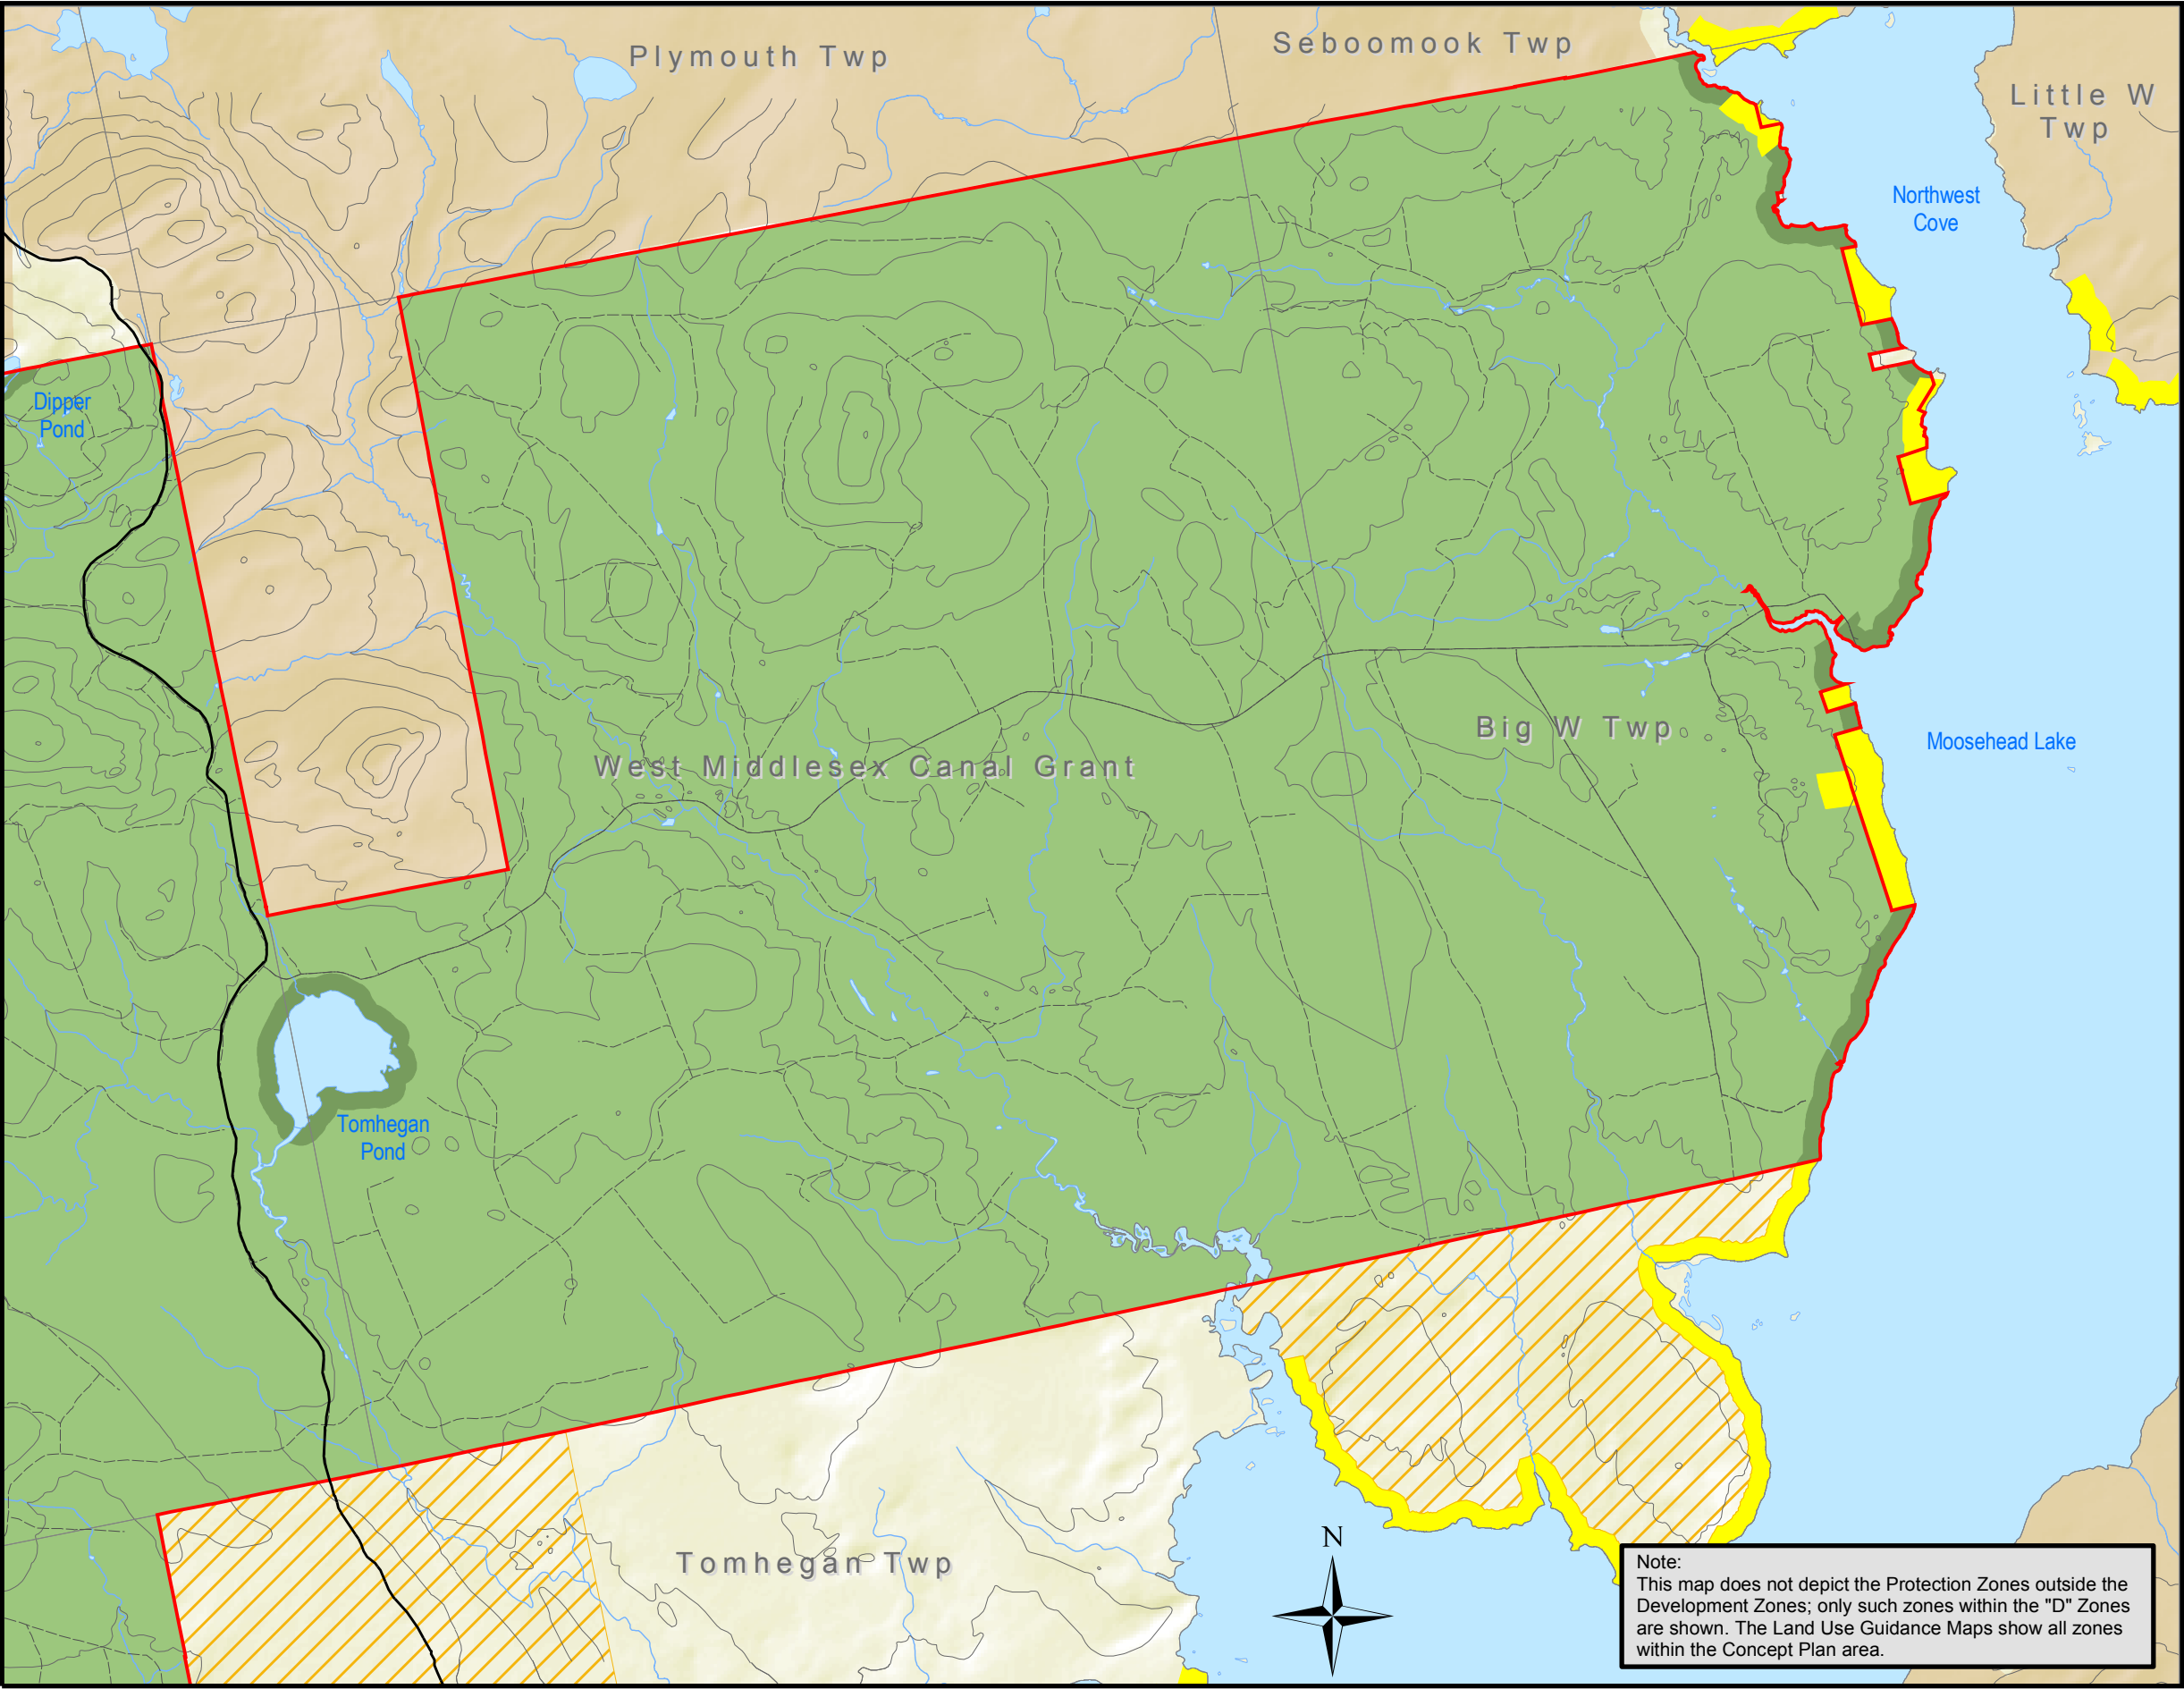 Plymouth Twp
Seboomook Twp
Little W
Twp
Northwest
Cove
Dipper
Pond
Big W Twp
Moosehead Lake
West Middlesex Canal Grant
Tomhegan
Pond
Tomhegan Twp
N
Note:
This map does not depict the Protection Zones outside the
Development Zones; only such zones within the "D" Zones
are shown. The Land Use Guidance Maps show all zones
within the Concept Plan area.